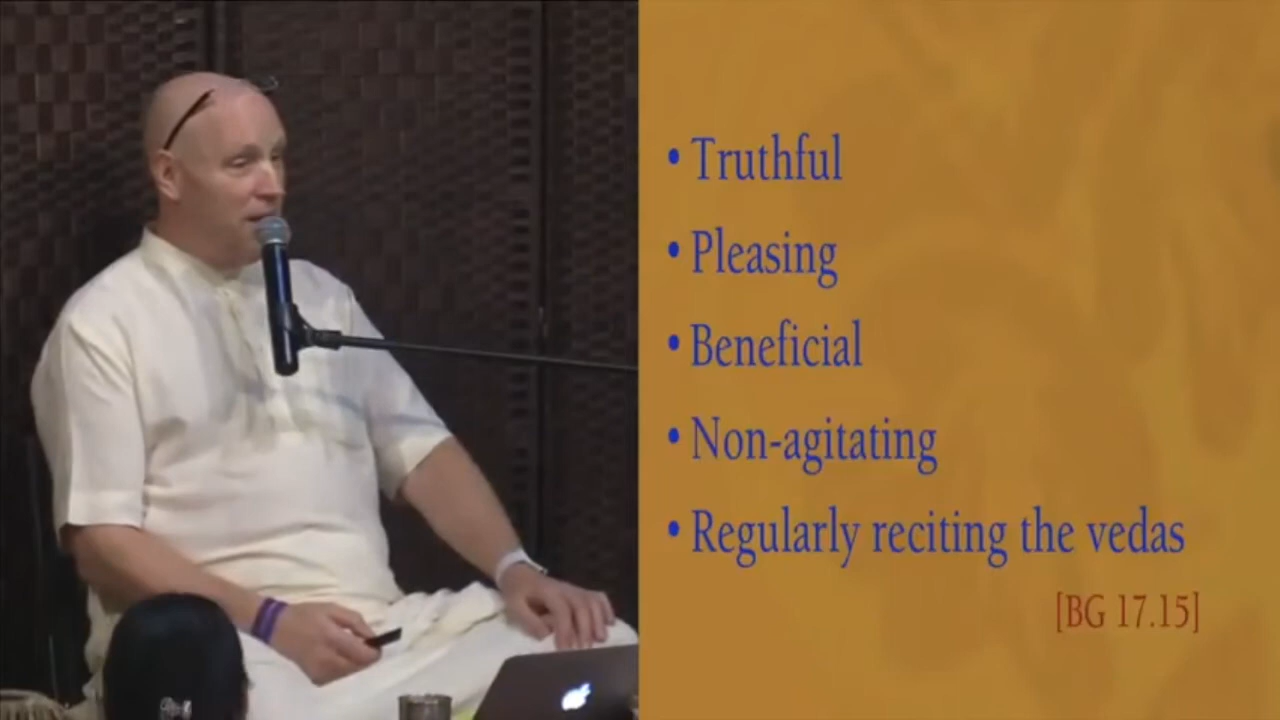 • Truthful
• Pleasing
• Beneficial
• Non-agitating
• Regularly reciting the vedas
[BG 17.15]